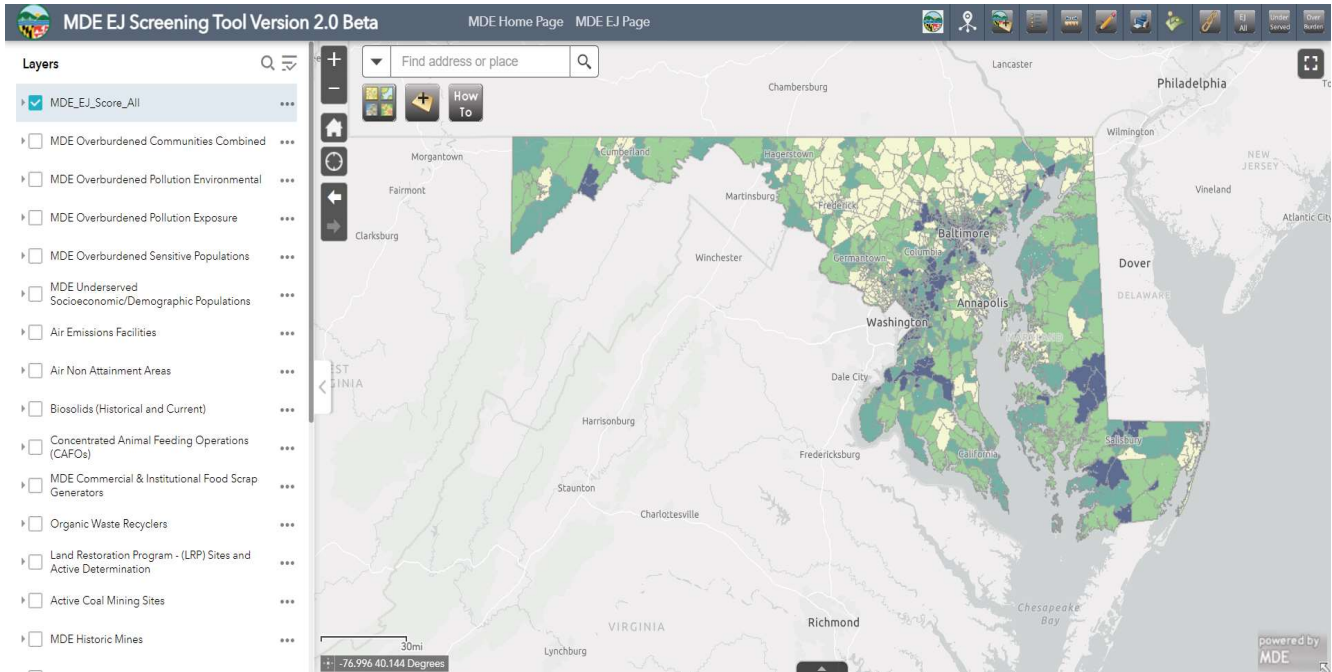 MDE EJ Screening Tool Version 2.0 Beta
MDE Home Page MDE EJ Page
EJ All
Under Served
Over Burden
Layers
MDE_EJ_Score_All
MDE Overburdened Communities Combined
MDE Overburdened Pollution Environmental
MDE Overburdened Pollution Exposure
MDE Overburdened Sensitive Populations
MDE Underserved
Socioeconomic/Demographic Populations
Air Emissions Facilities
Air Non Attainment Areas
Biosolids (Historical and Current)
Concentrated Animal Feeding Operations
(CAFOs)
MDE Commercial & Institutional Food Scrap
Generators
Organic Waste Recyclers
Land Restoration Program - (LRP) Sites and
Active Determination
Active Coal Mining Sites
MDE Historic Mines
Find address or place
How
To
Lancaster
Chambersburg
Philadelphia
Wilmington
NEW
JERSEY
Morgantown
Cumberland
Hagerstown
Fairmont
Martinsburg
Frederick
Vineland
Atlantic City
Clarksburg
Baltimore
Winchester
Germantown
Columbia
Dover
DELAWARE
Annapolis
Washington
Dale City
GINIA
Harrisonburg
Salisbury
California
Fredericksburg
Staunton
Charlottesville
Chesapeake
Bay
VIRGINIA
Richmond
Lynchburg
30mi
-76.996 40.144 Degrees
powered by
MDE